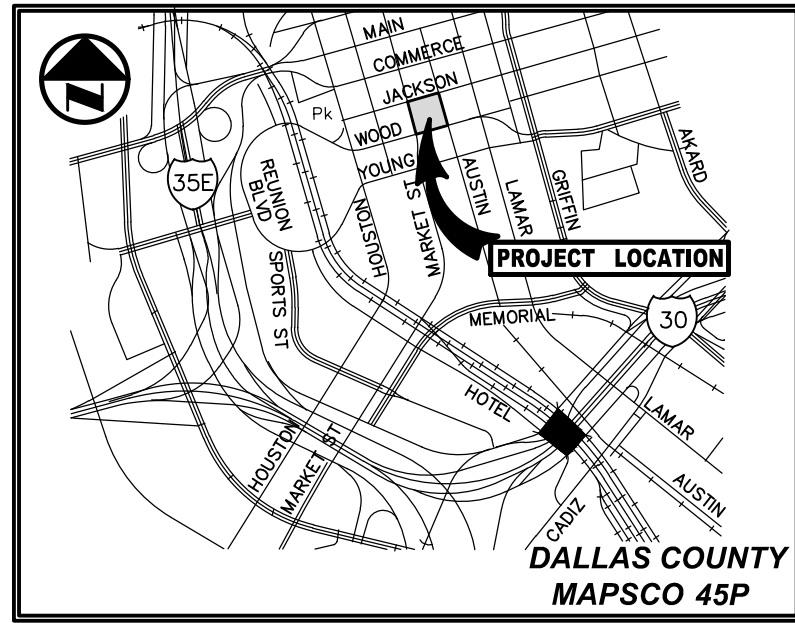 MAIN
COMMERCE
JACKSON
Pk
WOOD
YOUNG
35E
REUNION
BLVD
HOUSTON
MARKET ST
AUSTIN
LAMAR
GRIFFIN
AKARD
SPORTS ST
PROJECT LOCATION
MEMORIAL
30
HOTEL
LAMAR
HOUSTON
MARKET ST
CADIZ
AUSTIN
DALLAS COUNTY
MAPSCO 45P
N